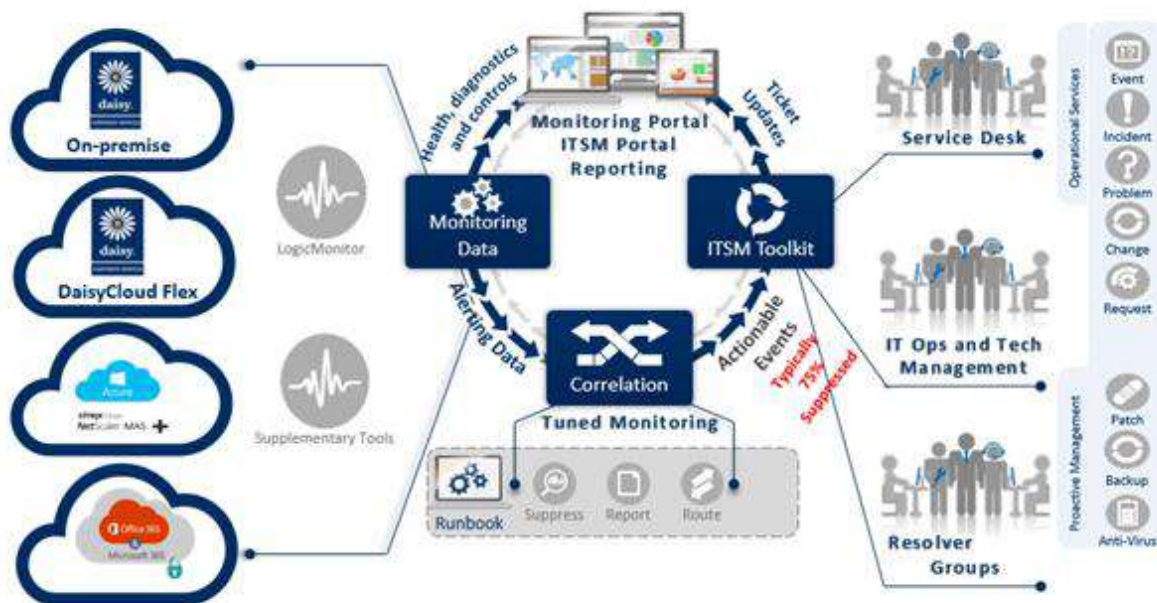 daisy.
On-premise
daisy.
DaisyCloud Flex
Azure
citrix
NetScaler MAS
Office 365
Microsoft 365
LogicMonitor
Supplementary Tools
Health, diagnostics
and controls
Monitoring Portal
ITSM Portal
Reporting
Ticket
Updates
Monitoring
Data
ITSM Toolkit
Alerting Data
Correlation
Actionable
Events
Typically
75%
Suppressed
Tuned Monitoring
Runbook
Suppress
Report
Route
Service Desk
IT Ops and Tech
Management
Resolver
Groups
Operational Services
Event
Incident
Problem
Change
Request
Proactive Management
Patch
Backup
Anti-Virus